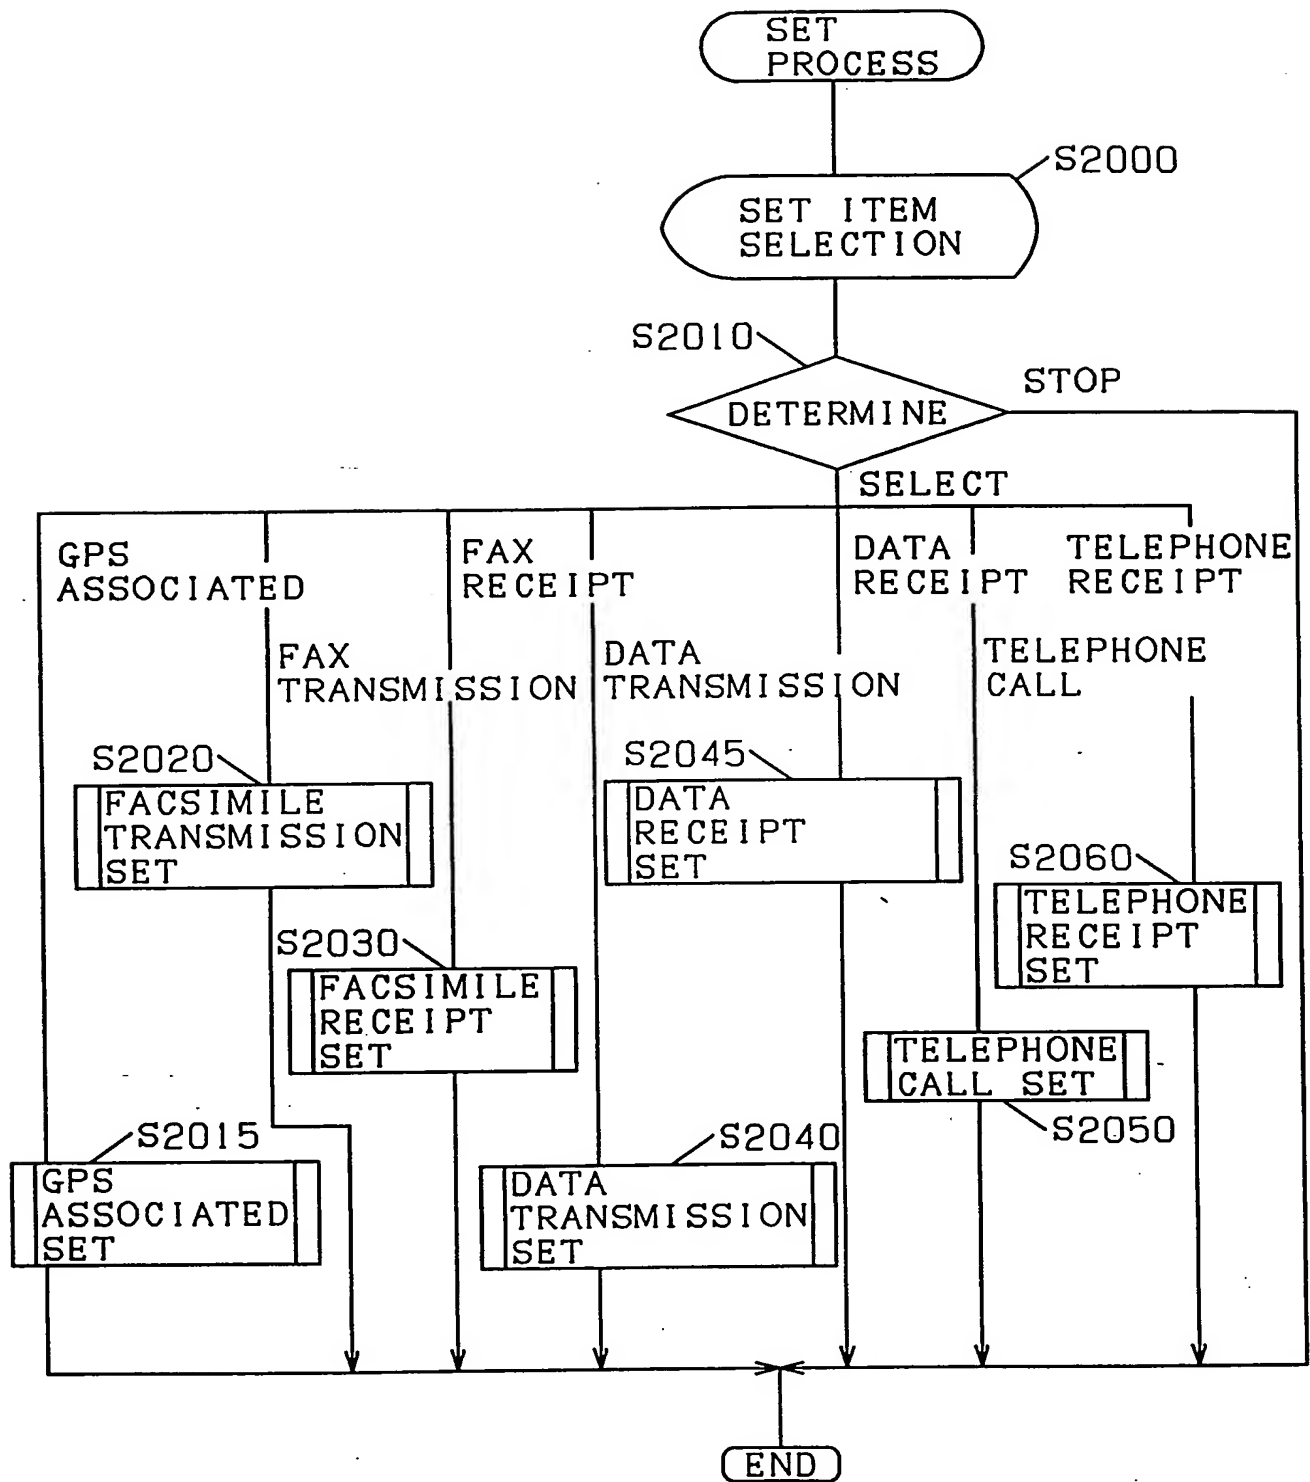 SET
PROCESS
S2000
SET ITEM
SELECTION
S2010
STOP
DETERMINE
SELECT
GPS
ASSOCIATED
FAX
RECEIPT
DATA
RECEIPT
TELEPHONE
RECEIPT
FAX
TRANSMISSION
DATA
TRANSMISSION
TELEPHONE
CALL
S2020
FACSIMILE
TRANSMISSION
SET
S2045
DATA
RECEIPT
SET
S2060
TELEPHONE
RECEIPT
SET
S2030
FACSIMILE
RECEIPT
SET
TELEPHONE
CALL SET
S2050
S2015
GPS
ASSOCIATED
SET
S2040
DATA
TRANSMISSION
SET
END